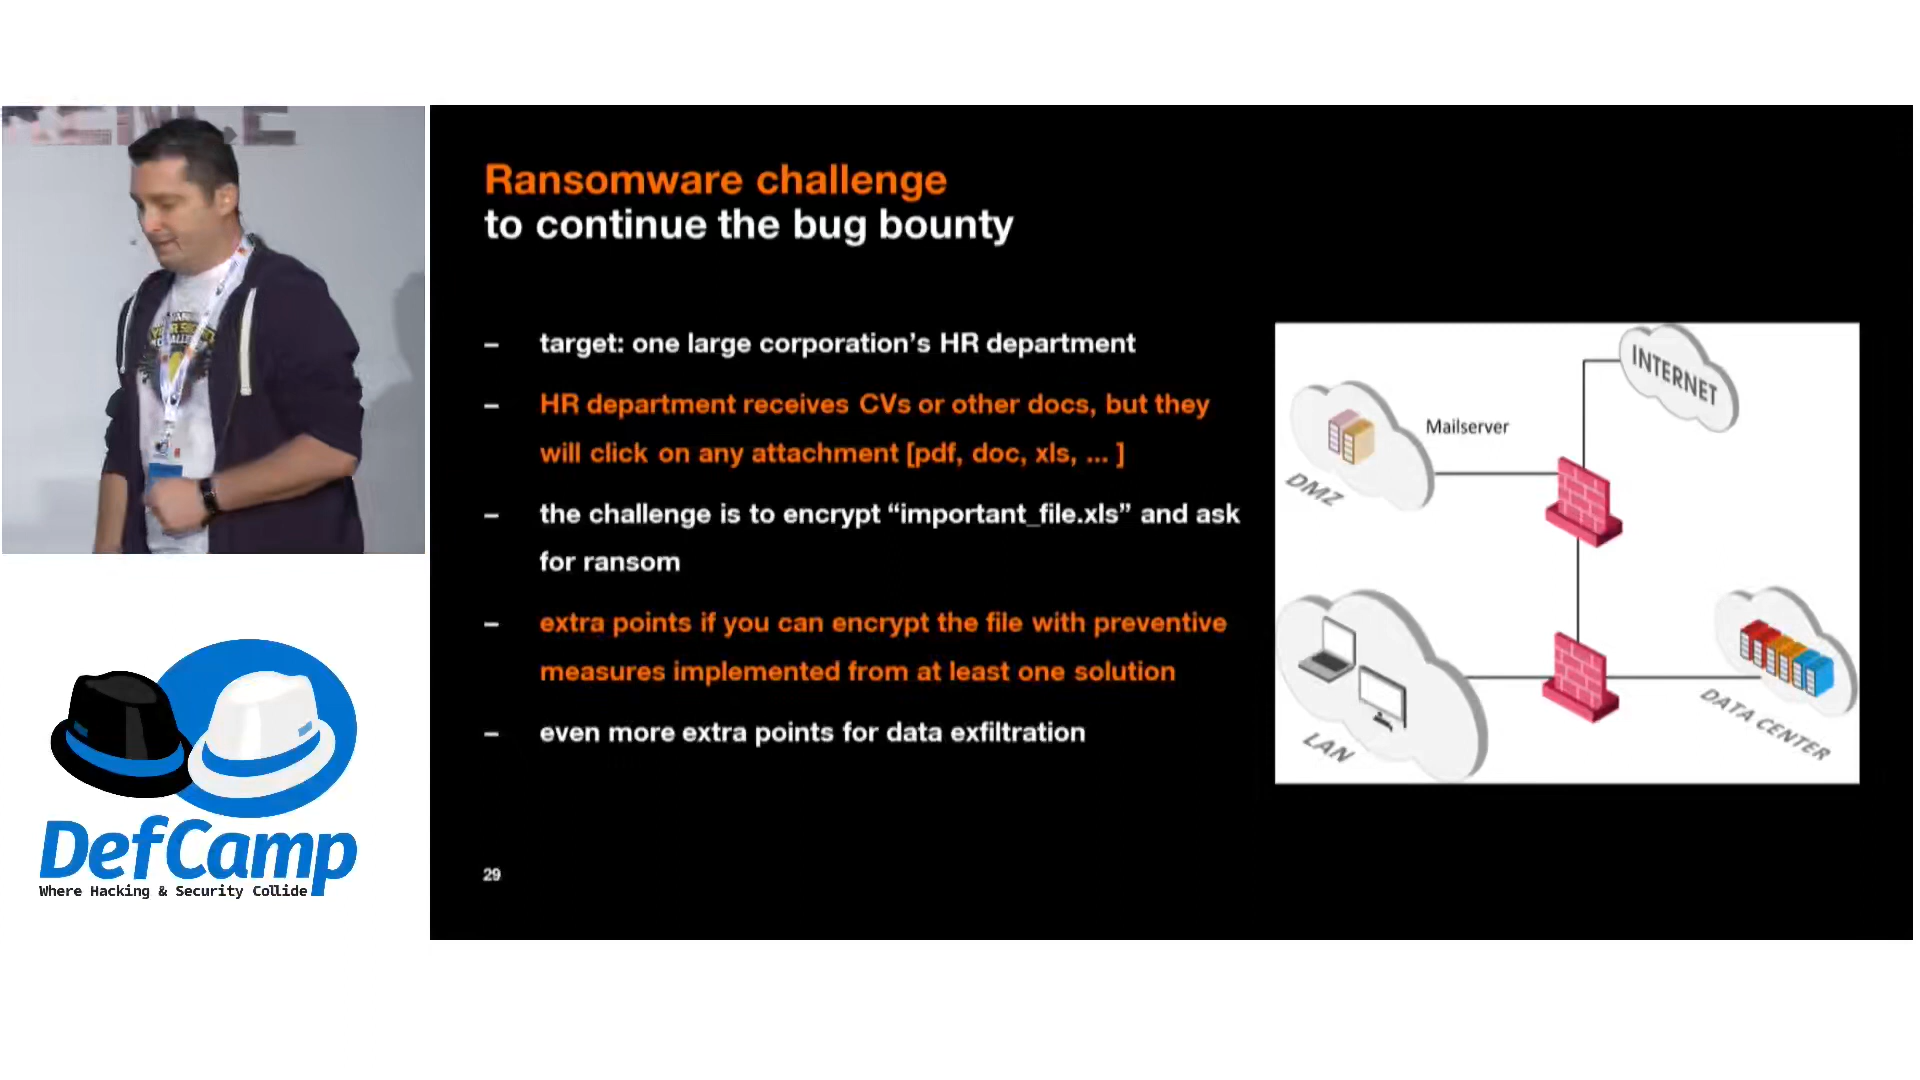 Ransomware challenge
to continue the bug bounty
– target: one large corporation’s HR department
– HR department receives CVs or other docs, but they
will click on any attachment [pdf, doc, xls, ... ]
– the challenge is to encrypt “important_file.xls” and ask
for ransom
– extra points if you can encrypt the file with preventive
measures implemented from at least one solution
– even more extra points for data exfiltration
INTERNET
Mailserver
DMZ
DATA CENTER
LAN
29
DefCamp
Where Hacking & Security Collide